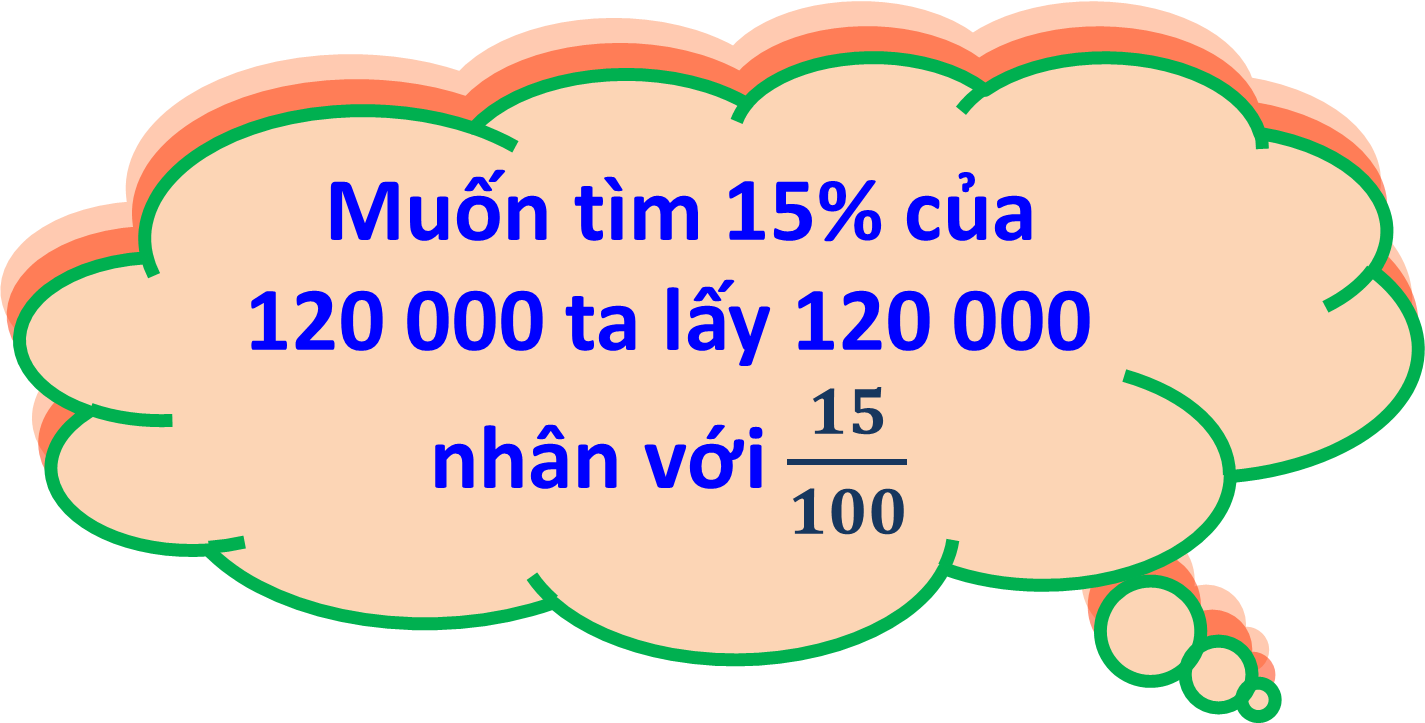 Muốn tìm 15% của
120 000 ta lấy 120 000
nhân với 15/100